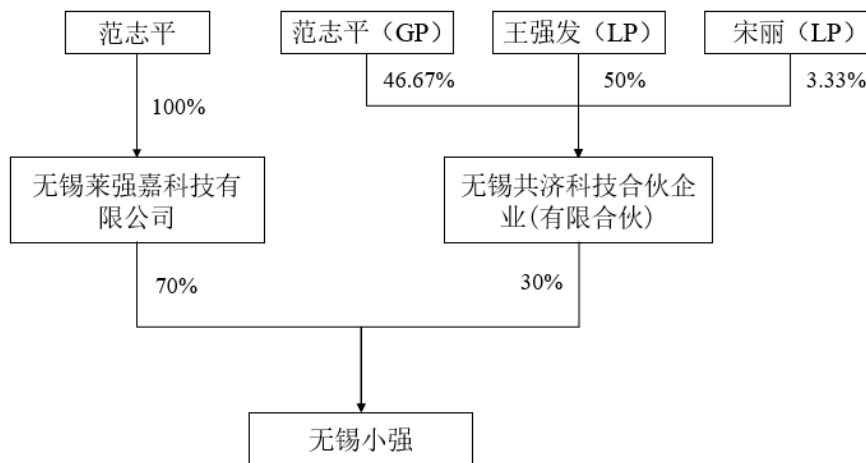 范志平
范志平（GP）
王强发（LP）
宋丽（LP）
100%
46.67%
50%
3.33%
无锡莱强嘉科技有
限公司
无锡共济科技合伙企
业(有限合伙)
70%
30%
无锡小强